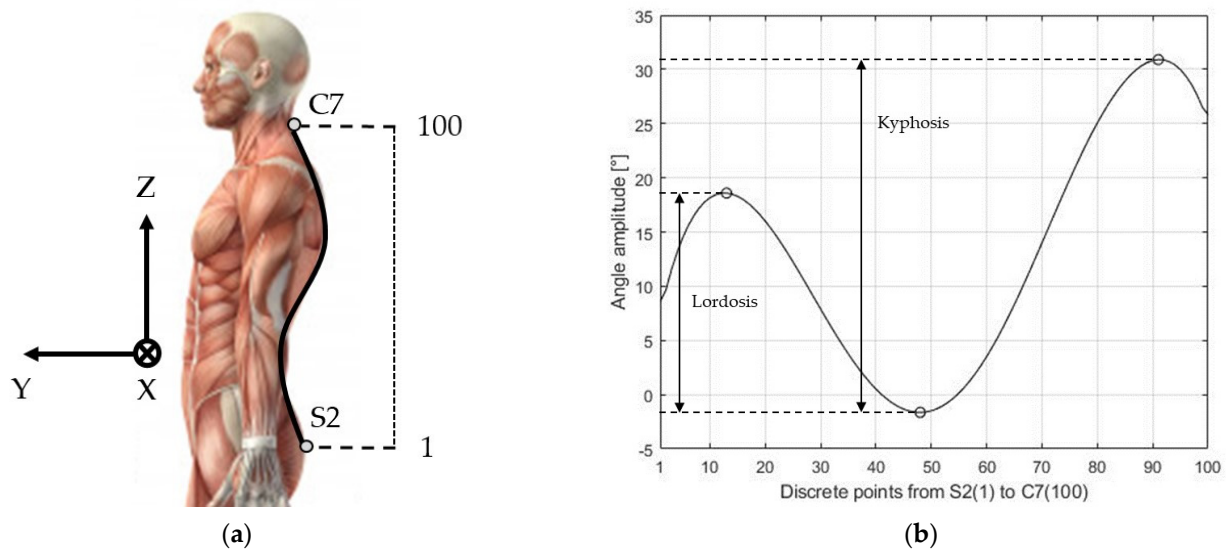 C7
100
Z
Y
X
S2
1
(a)
35
30
25
20
15
10
5
0
-5
Angle amplitude [°]
Kyphosis
Lordosis
1 10 20 30 40 50 60 70 80 90 100
Discrete points from S2(1) to C7(100)
(b)